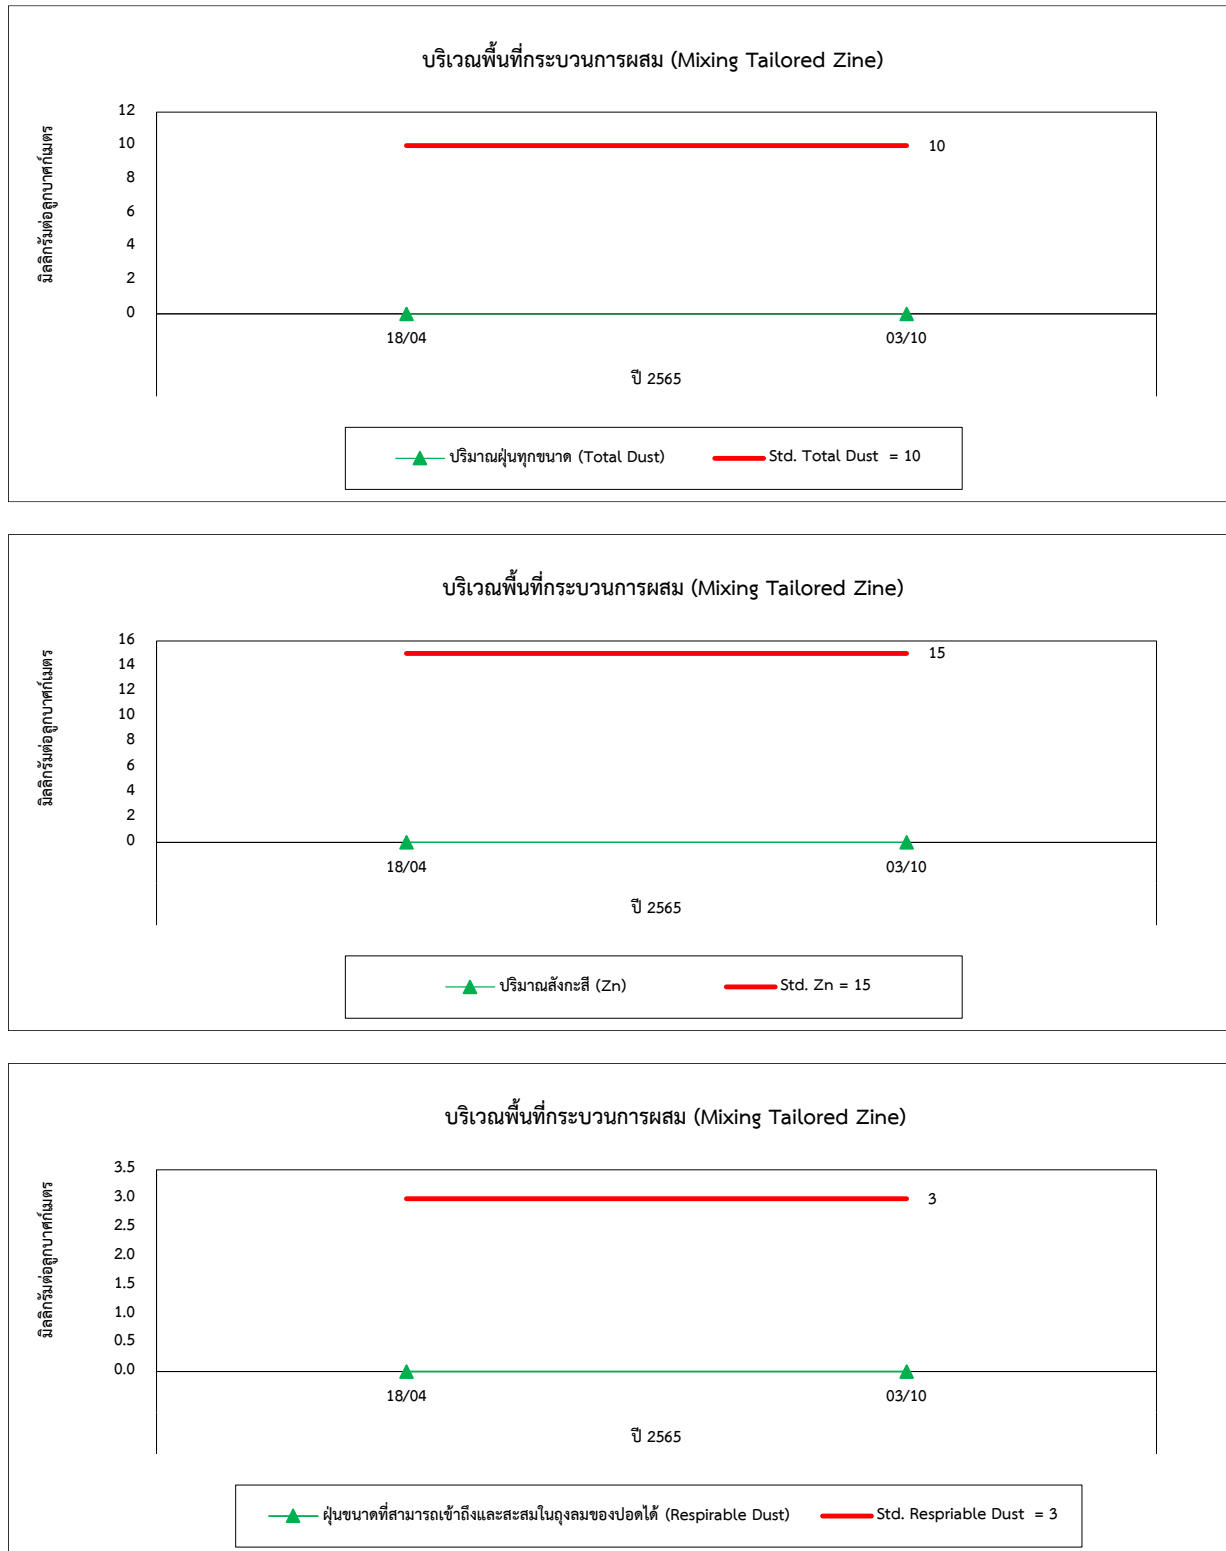 บริเวณพื้นที่กระบวนการผสม (Mixing Tailored Zine)
มิลลิกรัมต่อลูกบาศก์เมตร
12
10
8
6
4
2
0
10
18/04 03/10
ปี 2565
ปริมาณฝุ่นทุกขนาด (Total Dust) Std. Total Dust = 10
บริเวณพื้นที่กระบวนการผสม (Mixing Tailored Zine)
มิลลิกรัมต่อลูกบาศก์เมตร
16
14
12
10
8
6
4
2
0
15
18/04 03/10
ปี 2565
ปริมาณสังกะสี (Zn) Std. Zn = 15
บริเวณพื้นที่กระบวนการผสม (Mixing Tailored Zine)
มิลลิกรัมต่อลูกบาศก์เมตร
3.5
3.0
2.5
2.0
1.5
1.0
0.5
0.0
3
18/04 03/10
ปี 2565
ฝุ่นขนาดที่สามารถเข้าถึงและสะสมในถุงลมของปอดได้ (Respirable Dust) Std. Respriable Dust = 3